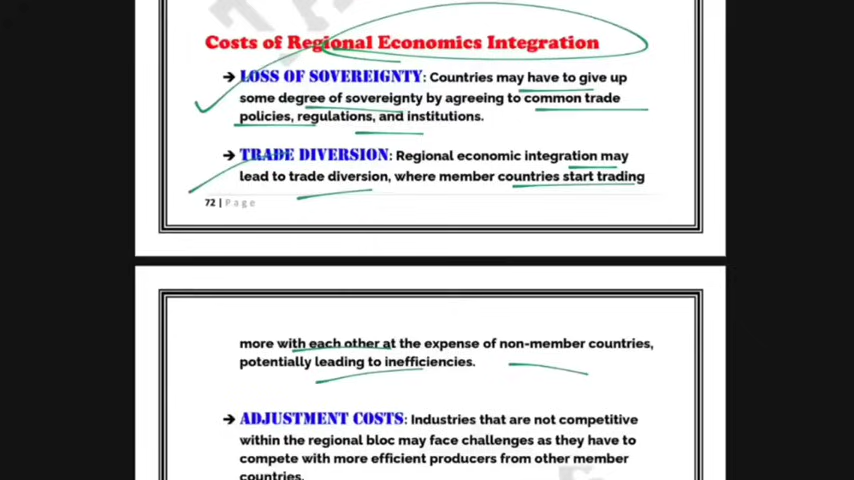 Costs of Regional Economics Integration
➔ LOSS OF SOVEREIGNTY: Countries may have to give up
some degree of sovereignty by agreeing to common trade
policies, regulations, and institutions.
➔ TRADE DIVERSION: Regional economic integration may
lead to trade diversion, where member countries start trading
72 | Page
more with each other at the expense of non-member countries,
potentially leading to inefficiencies.
➔ ADJUSTMENT COSTS: Industries that are not competitive
within the regional bloc may face challenges as they have to
compete with more efficient producers from other member
countries.